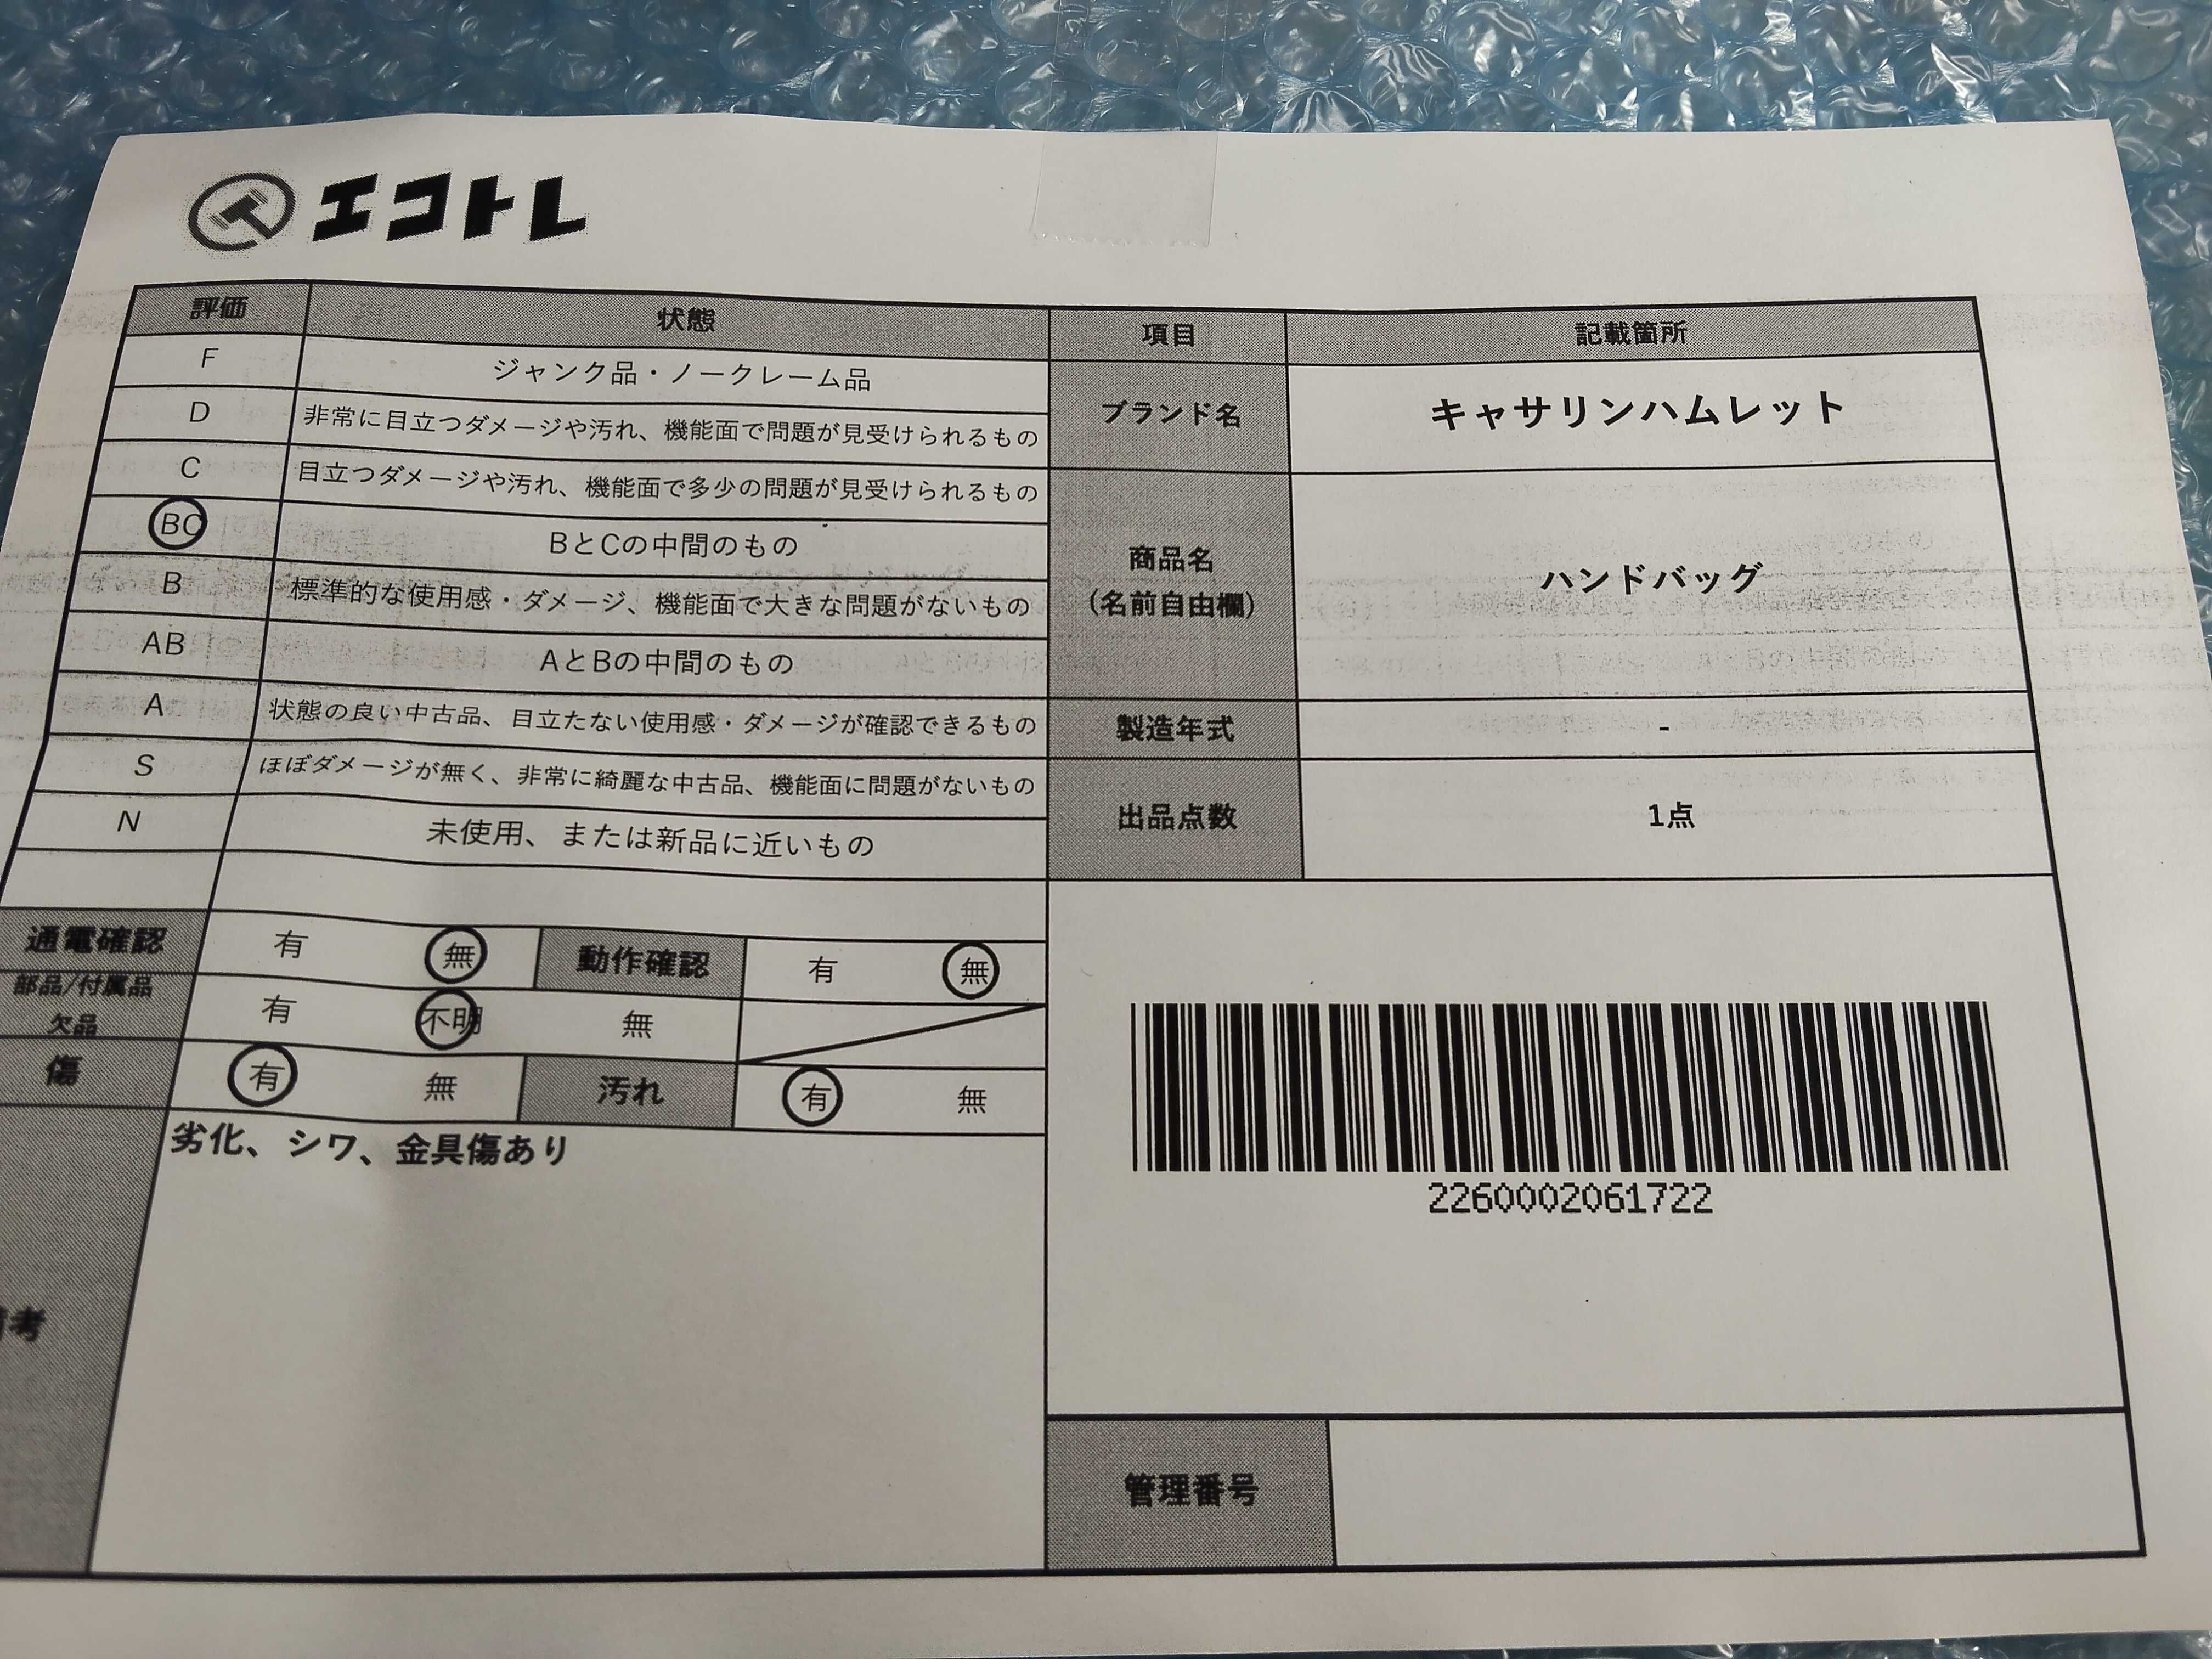 エコトレ
評価 状態 項目 記載箇所
F ジャンク品・ノークレーム品
D 非常に目立つダメージや汚れ、機能面で問題が見受けられるもの
ブランド名 キャサリンハムレット
C 目立つダメージや汚れ、機能面で多少の問題が見受けられるもの
BC BとCの中間のもの
B 標準的な使用感・ダメージ、機能面で大きな問題がないもの
商品名
(名前自由欄) ハンドバッグ
AB AとBの中間のもの
A 状態の良い中古品、目立たない使用感・ダメージが確認できるもの
製造年式 -
S ほぼダメージが無く、非常に綺麗な中古品、機能面に問題がないもの
N 未使用、または新品に近いもの
出品点数 1点
通電確認 有 無 動作確認 有 無
部品/付属品
欠品 有 不明 無
傷 有 無 汚れ 有 無
劣化、シワ、金具傷あり
2260002061722
考
管理番号